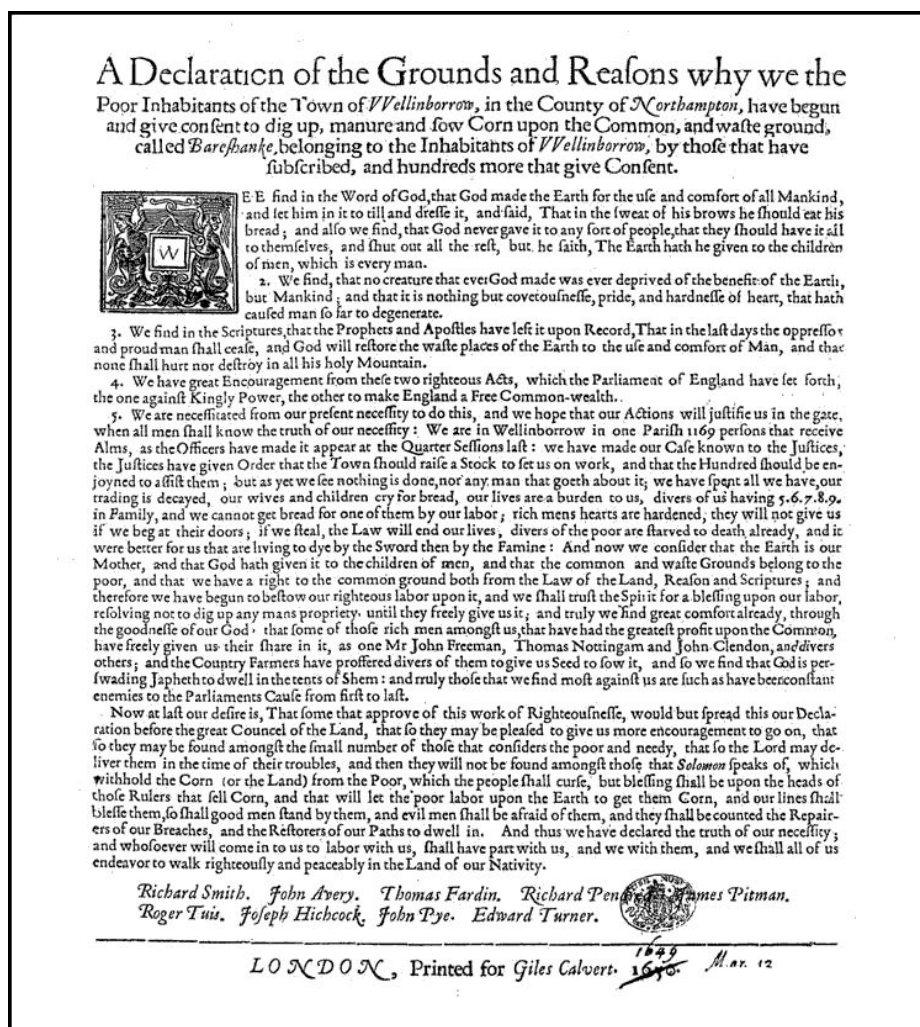 A Declaration of the Grounds and Reaſons why we the
Poor Inhabitants of the Town of VVellinborrow, in the County of Northampton, have begun
and give conſent to dig up, manure and ſow Corn upon the Common, and waſte ground,
called Bareſhanke, belonging to the Inhabitants of VVellinborrow, by thoſe that have
ſubſcribed, and hundreds more that give Conſent.
W
E E find in the Word of God, that God made the Earth for the uſe and comfort of all Mankind,
and ſet him in it to till and dreſſe it, and ſaid, That in the ſweat of his brows he ſhould eat his
bread; and alſo we find, that God never gave it to any ſort of people, that they ſhould have it all
to themſelves, and ſhut out all the reſt, but he ſaith, The Earth hath he given to the children
of men, which is every man.
2. We find, that no creature that ever God made was ever deprived of the benefit of the Earth,
but Mankind; and that it is nothing but covetouſneſſe, pride, and hardneſſe of heart, that hath
cauſed man ſo far to degenerate.
3. We find in the Scriptures, that the Prophets and Apoſtles have left it upon Record, That in the laſt days the oppreſſor
and proud man ſhall ceaſe, and God will reſtore the waſte places of the Earth to the uſe and comfort of Man, and that
none ſhall hurt nor deſtroy in all his holy Mountain.
4. We have great Encouragement from theſe two righteous Acts, which the Parliament of England have ſet forth,
the one againſt Kingly Power, the other to make England a Free Common-wealth.
5. We are neceſſitated from our preſent neceſſity to do this, and we hope that our Actions will juſtifie us in the gate,
when all men ſhall know the truth of our neceſſity: We are in Wellinborrow in one Pariſh 1169 perſons that receive
Alms, as the Officers have made it appear at the Quarter Seſſions laſt: we have made our Caſe known to the Juſtices,
the Juſtices have given Order that the Town ſhould raiſe a Stock to ſet us on work, and that the Hundred ſhould be en-
joyned to aſſiſt them; but as yet we ſee nothing is done, nor any man that goeth about it; we have ſpent all we have, our
trading is decayed, our wives and children cry for bread, our lives are a burden to us, divers of us having 5.6.7.8.9.
in Family, and we cannot get bread for one of them by our labor; rich mens hearts are hardened, they will not give us
if we beg at their doors; if we ſteal, the Law will end our lives, divers of the poor are ſtarved to death already, and it
were better for us that are living to dye by the Sword then by the Famine: And now we conſider that the Earth is our
Mother, and that God hath given it to the children of men, and that the common and waſte Grounds belong to the
poor, and that we have a right to the common ground both from the Law of the Land, Reaſon and Scriptures; and
therefore we have begun to beſtow our righteous labor upon it, and we ſhall truſt the Spirit for a bleſſing upon our labor,
reſolving not to dig up any mans propriety, until they freely give us it; and truly we find great comfort already, through
the goodneſſe of our God, that ſome of thoſe rich men amongſt us, that have had the greateſt profit upon the Common,
have freely given us their ſhare in it, as one Mr John Freeman, Thomas Nottingam and John Clendon, and divers
others; and the Country Farmers have proffered divers of them to give us Seed to ſow it, and ſo we find that God is per-
ſwading Japheth to dwell in the tents of Shem: and truly thoſe that we find moſt againſt us are ſuch as have been conſtant
enemies to the Parliaments Cauſe from firſt to laſt.
Now at laſt our deſire is, That ſome that approve of this work of Righteouſneſſe, would but ſpread this our Decla-
ration before the great Councel of the Land, that ſo they may be pleaſed to give us more encouragement to go on, that
ſo they may be found amongſt the ſmall number of thoſe that conſiders the poor and needy, that ſo the Lord may de-
liver them in the time of their troubles, and then they will not be found amongſt thoſe that Solomon ſpeaks of, which
withhold the Corn (or the Land) from the Poor, which the people ſhall curſe, but bleſſing ſhall be upon the heads of
thoſe Rulers that ſell Corn, and that will let the poor labor upon the Earth to get them Corn, and our lines ſhall
bleſſe them, ſo ſhall good men ſtand by them, and evil men ſhall be afraid of them, and they ſhall be counted the Repair-
ers of our Breaches, and the Reſtorers of our Paths to dwell in. And thus we have declared the truth of our neceſſity;
and whoſoever will come in to us to labor with us, ſhall have part with us, and we with them, and we ſhall all of us
endeavor to walk righteouſly and peaceably in the Land of our Nativity.
Richard Smith. John Avery. Thomas Fardin. Richard Pitman.
Roger Tuis. Joſeph Hichcock. John Pye. Edward Turner.
1649
LONDON, Printed for Giles Calvert. 1650. Mar. 12